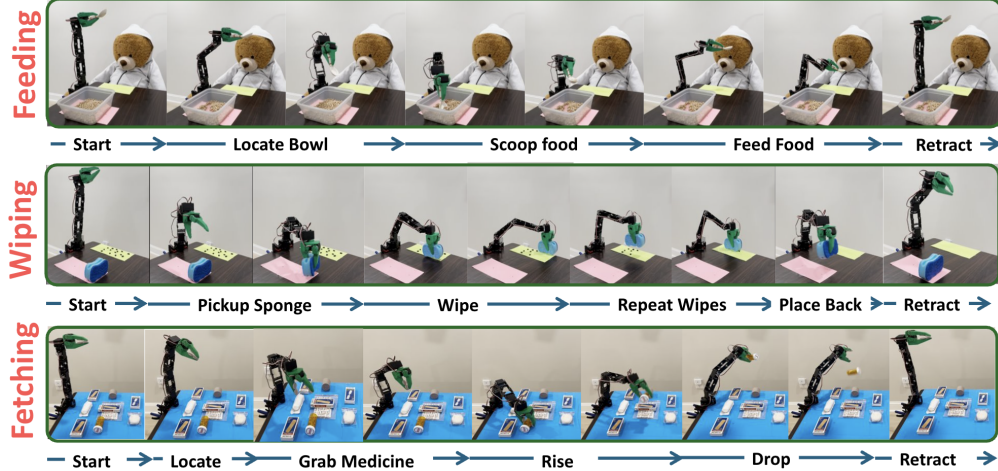 Feeding
Start Locate Bowl Scoop food Feed Food Retract
Wiping
Start Pickup Sponge Wipe Repeat Wipes Place Back Retract
Fetching
Start Locate Grab Medicine Rise Drop Retract